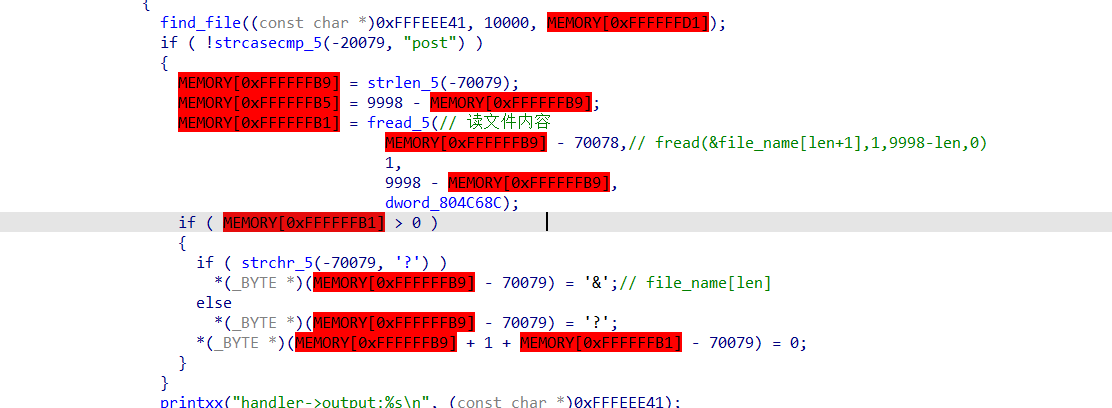 {
find_file((const char *)0xFFFEEE41, 10000, MEMORY[0xFFFFFFD1]);
if ( !strcasecmp_5(-20079, "post") )
{
MEMORY[0xFFFFFFB9] = strlen_5(-70079);
MEMORY[0xFFFFFFB5] = 9998 - MEMORY[0xFFFFFFB9];
MEMORY[0xFFFFFFB1] = fread_5(// 读文件内容
MEMORY[0xFFFFFFB9] - 70078,// fread(&file_name[len+1],1,9998-len,0)
1,
9998 - MEMORY[0xFFFFFFB9],
dword_804C68C);
if ( MEMORY[0xFFFFFFB1] > 0 )
{
if ( strchr_5(-70079, '?') )
*(_BYTE *)(MEMORY[0xFFFFFFB9] - 70079) = '&';// file_name[len]
else
*(_BYTE *)(MEMORY[0xFFFFFFB9] - 70079) = '?';
*(_BYTE *)(MEMORY[0xFFFFFFB9] + 1 + MEMORY[0xFFFFFFB1] - 70079) = 0;
}
}
printxx("handler->output:%s\n", (const char *)0xFFFEEE41);